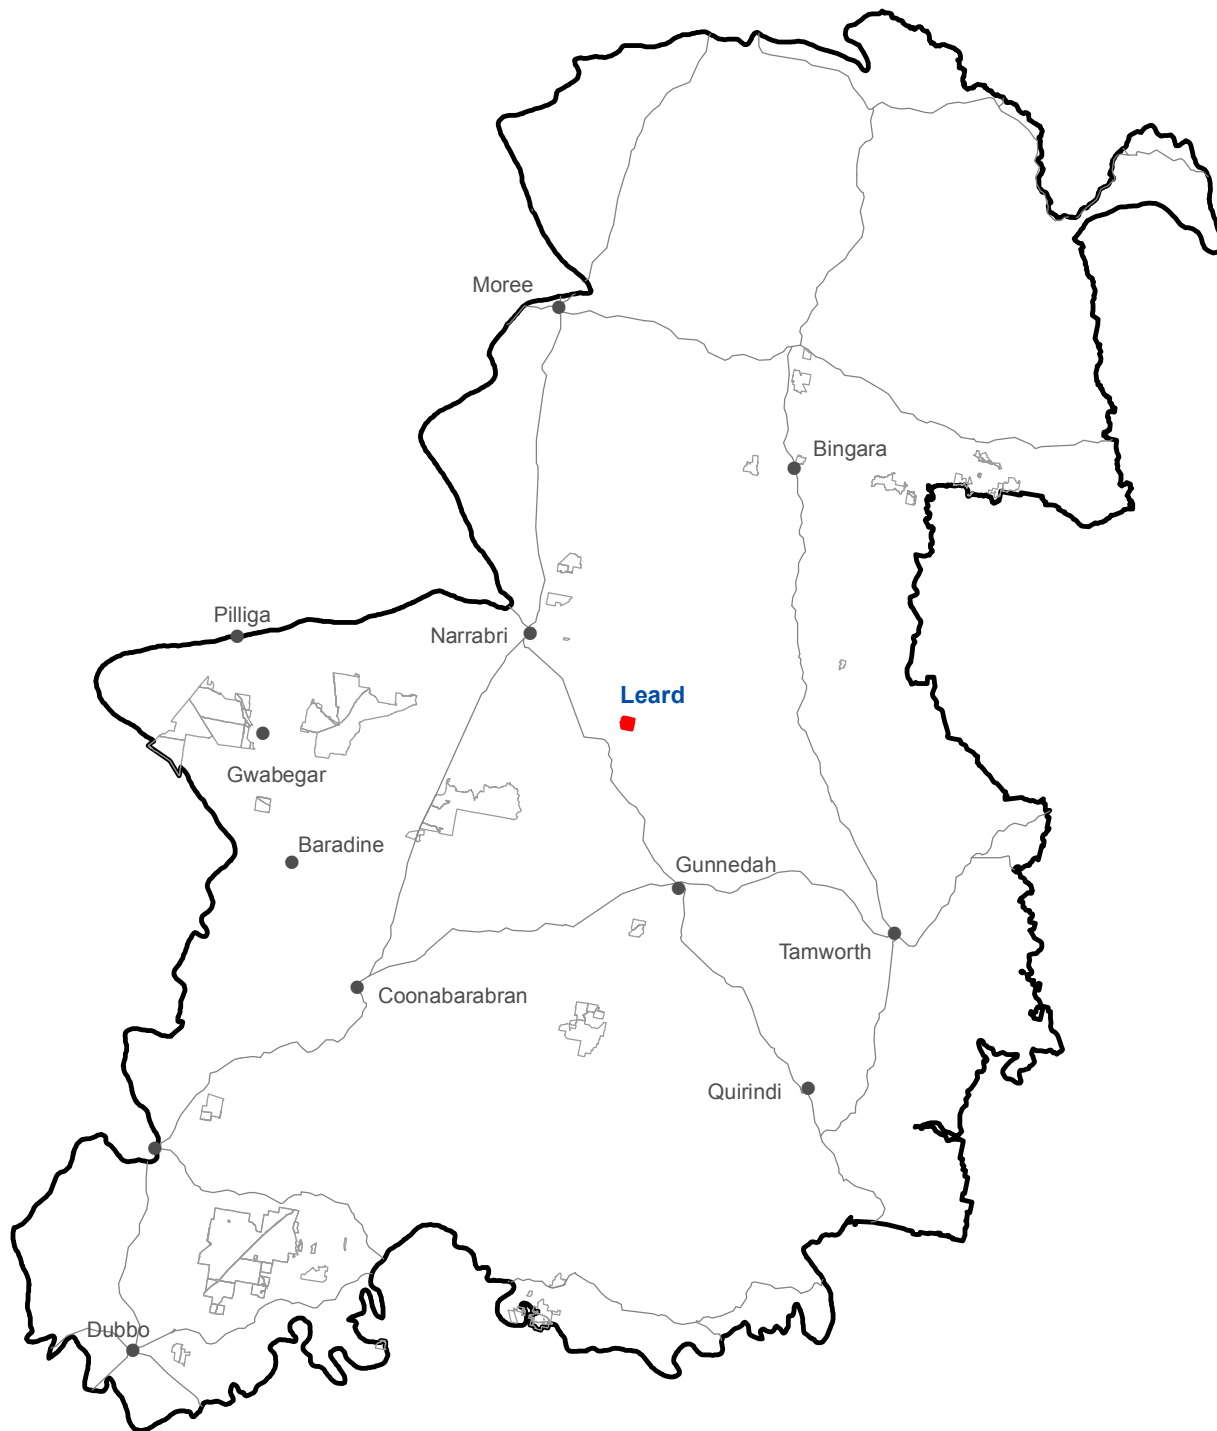 Moree
Bingara
Pilliga
Narrabri
Leard
Gwabegar
Baradine
Gunnedah
Tamworth
Coonabarabran
Quirindi
Dubbo